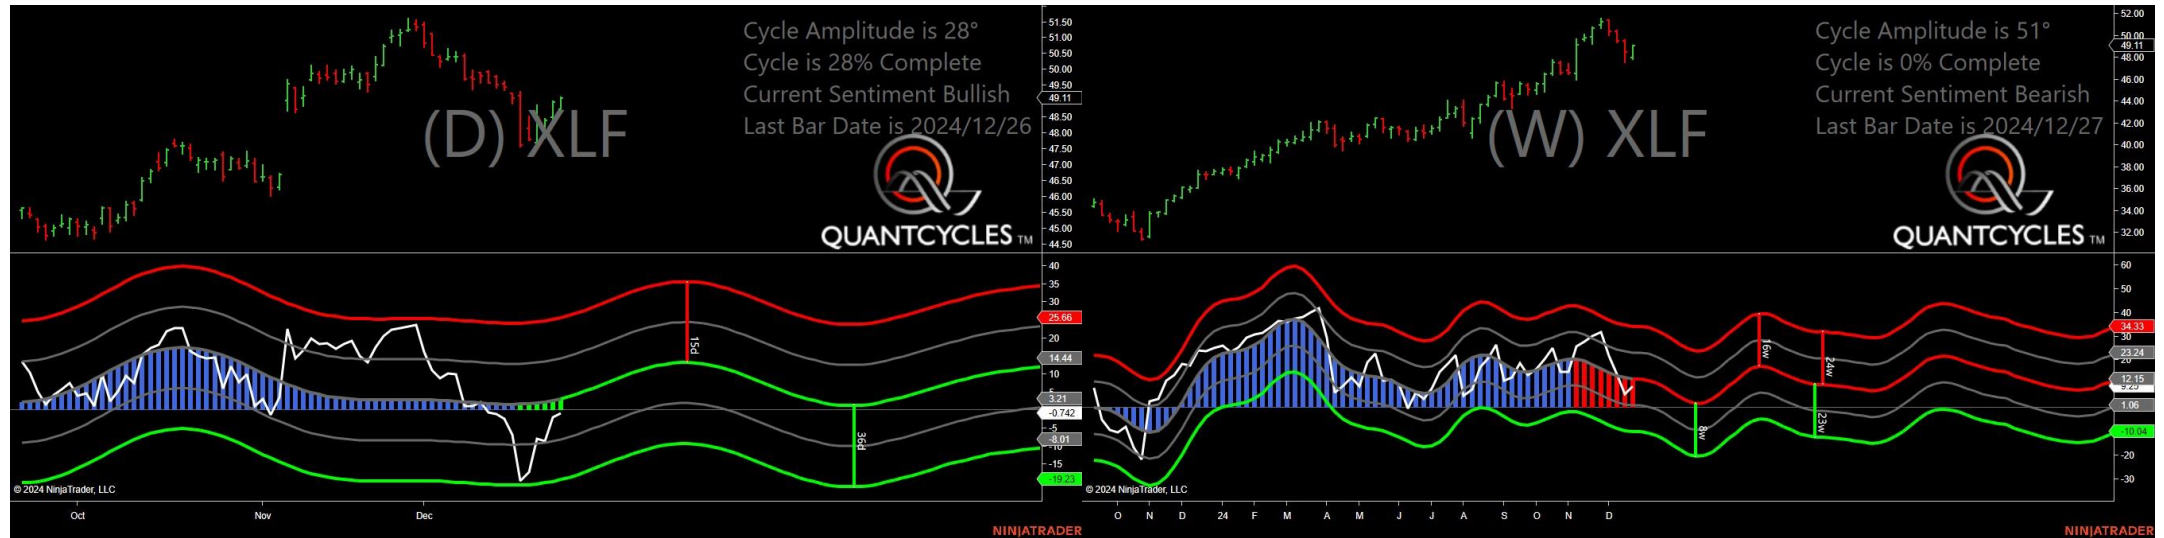 Cycle Amplitude is 28°
Cycle is 28% Complete
Current Sentiment Bullish
Last Bar Date is 2024/12/26
(D) XLF
QUANTCYCLES TM
51.50
51.00
50.50
50.00
49.50
49.11
48.50
48.00
47.50
47.00
46.50
46.00
45.50
45.00
44.50
40
35
30
25.66
20
14.44
10
5
3.21
-0.742
-5
-8.01
-10
-15
-19.23
15d
36d
© 2024 NinjaTrader, LLC
Oct Nov Dec
NINJATRADER
Cycle Amplitude is 51°
Cycle is 0% Complete
Current Sentiment Bearish
Last Bar Date is 2024/12/27
(W) XLF
QUANTCYCLES TM
52.00
50.00
49.11
48.00
46.00
44.00
42.00
40.00
38.00
36.00
34.00
32.00
60
50
40
34.33
30
23.24
20
12.15
9.25
1.06
-10.04
-20
-30
16w
24w
8w
23w
© 2024 NinjaTrader, LLC
O N D 24 F M A M J J A S O N D
NINJATRADER